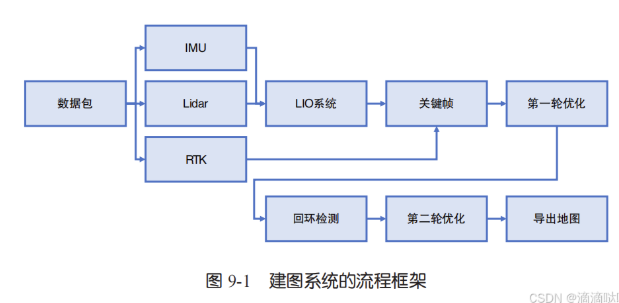 IMU
数据包
Lidar
LIO系统
关键帧
第一轮优化
RTK
回环检测
第二轮优化
导出地图
图 9-1 建图系统的流程框架
CSDN @滴滴哒!